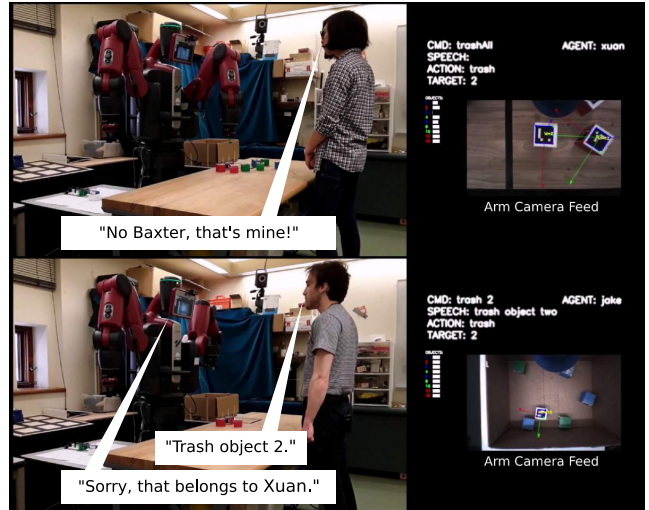 CMD: trashAll AGENT: xuan
SPEECH:
ACTION: trash
TARGET: 2
OBJECTS:
Arm Camera Feed
"No Baxter, that's mine!"
CMD: trash 2 AGENT: jake
SPEECH: trash object two
ACTION: trash
TARGET: 2
OBJECTS:
Arm Camera Feed
"Trash object 2."
"Sorry, that belongs to Xuan."